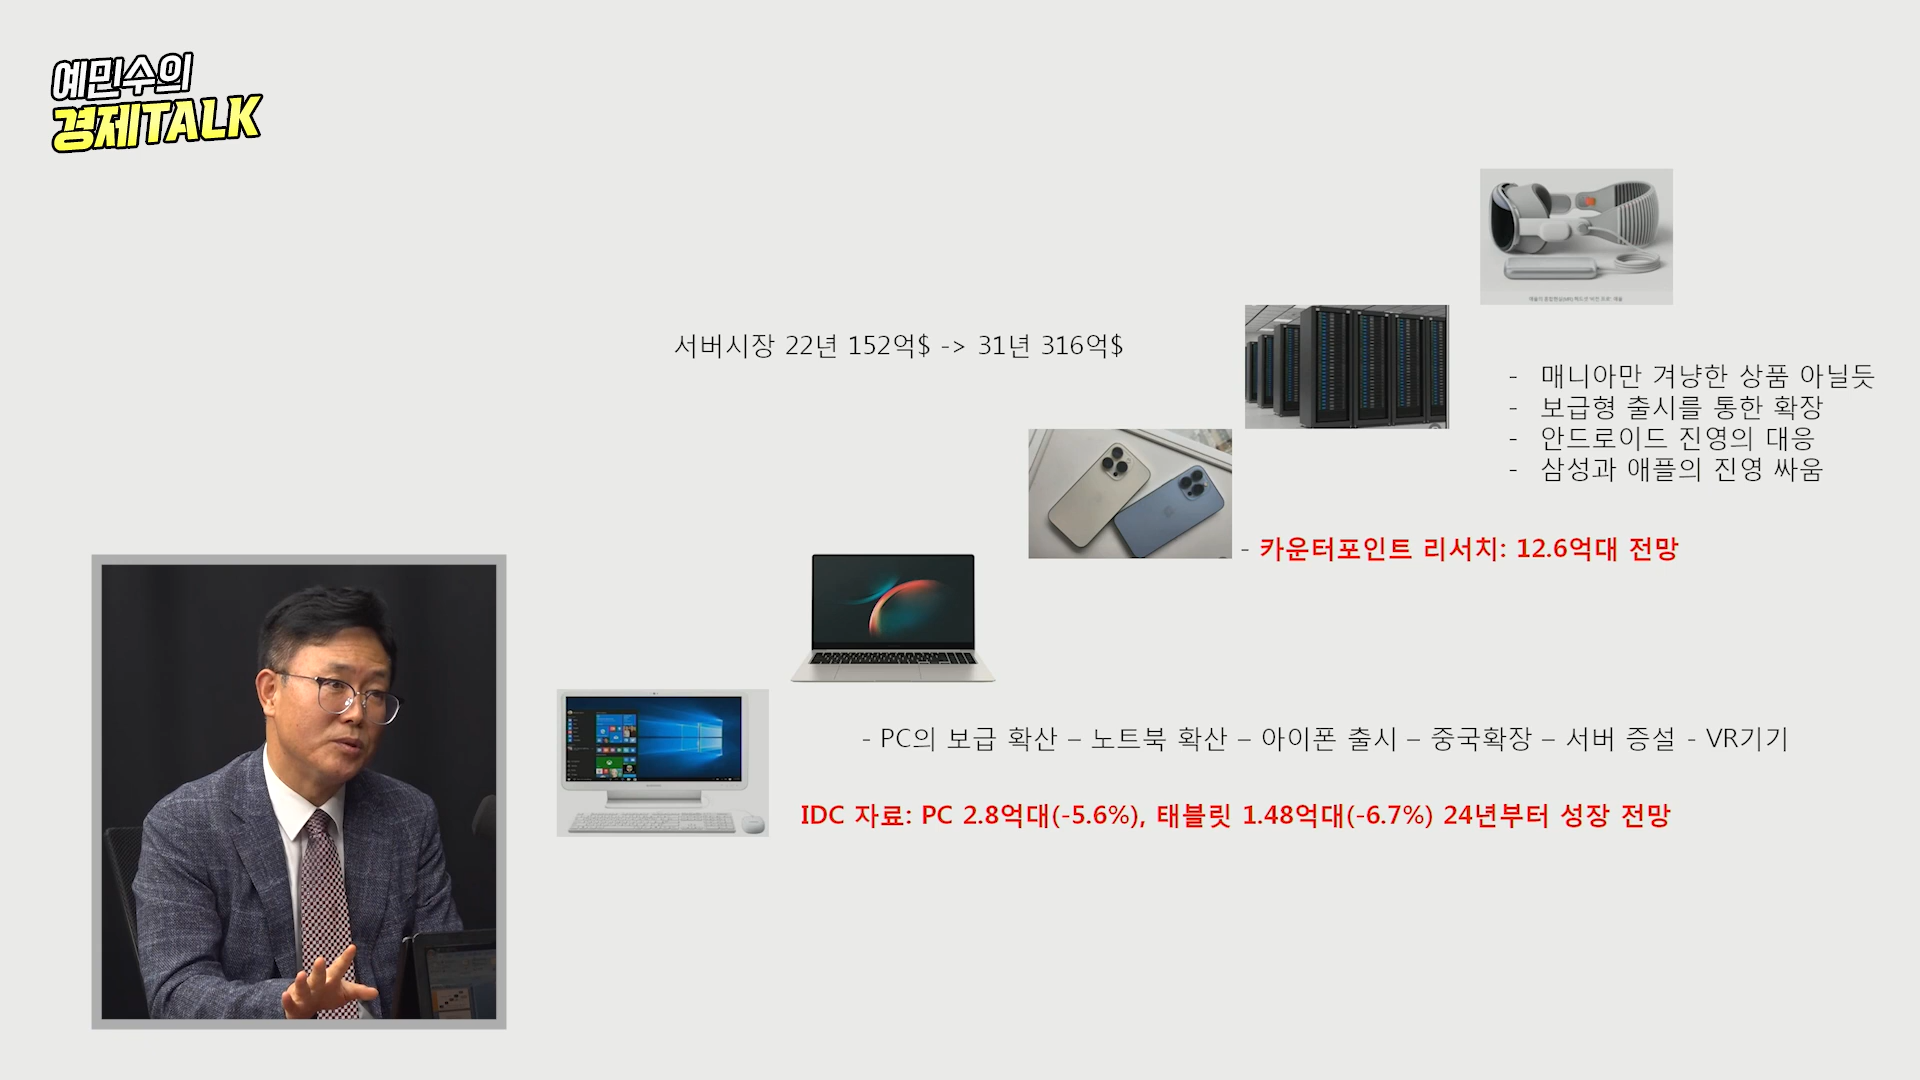 예민수의
경제TALK
서버시장 22년 152억$ -> 31년 316억$
- 매니아만 겨냥한 상품 아닐듯
- 보급형 출시를 통한 확장
- 안드로이드 진영의 대응
- 삼성과 애플의 진영 싸움
- 카운터포인트 리서치: 12.6억대 전망
- PC의 보급 확산 – 노트북 확산 – 아이폰 출시 – 중국확장 – 서버 증설 - VR기기
IDC 자료: PC 2.8억대(-5.6%), 태블릿 1.48억대(-6.7%) 24년부터 성장 전망